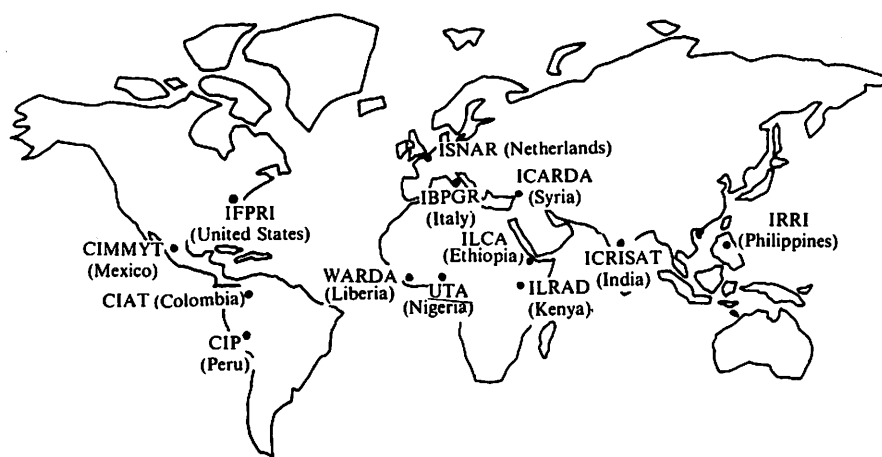 ISNAR (Netherlands)
IBPGR
(Italy)
ICARDA
(Syria)
IFPRI
(United States)
IRRI
(Philippines)
CIMMYT
(Mexico)
ILCA
(Ethiopia)
ICRISAT
(India)
WARDA
(Liberia)
UTA
(Nigeria)
ILRAD
(Kenya)
CIAT (Colombia)
CIP
(Peru)